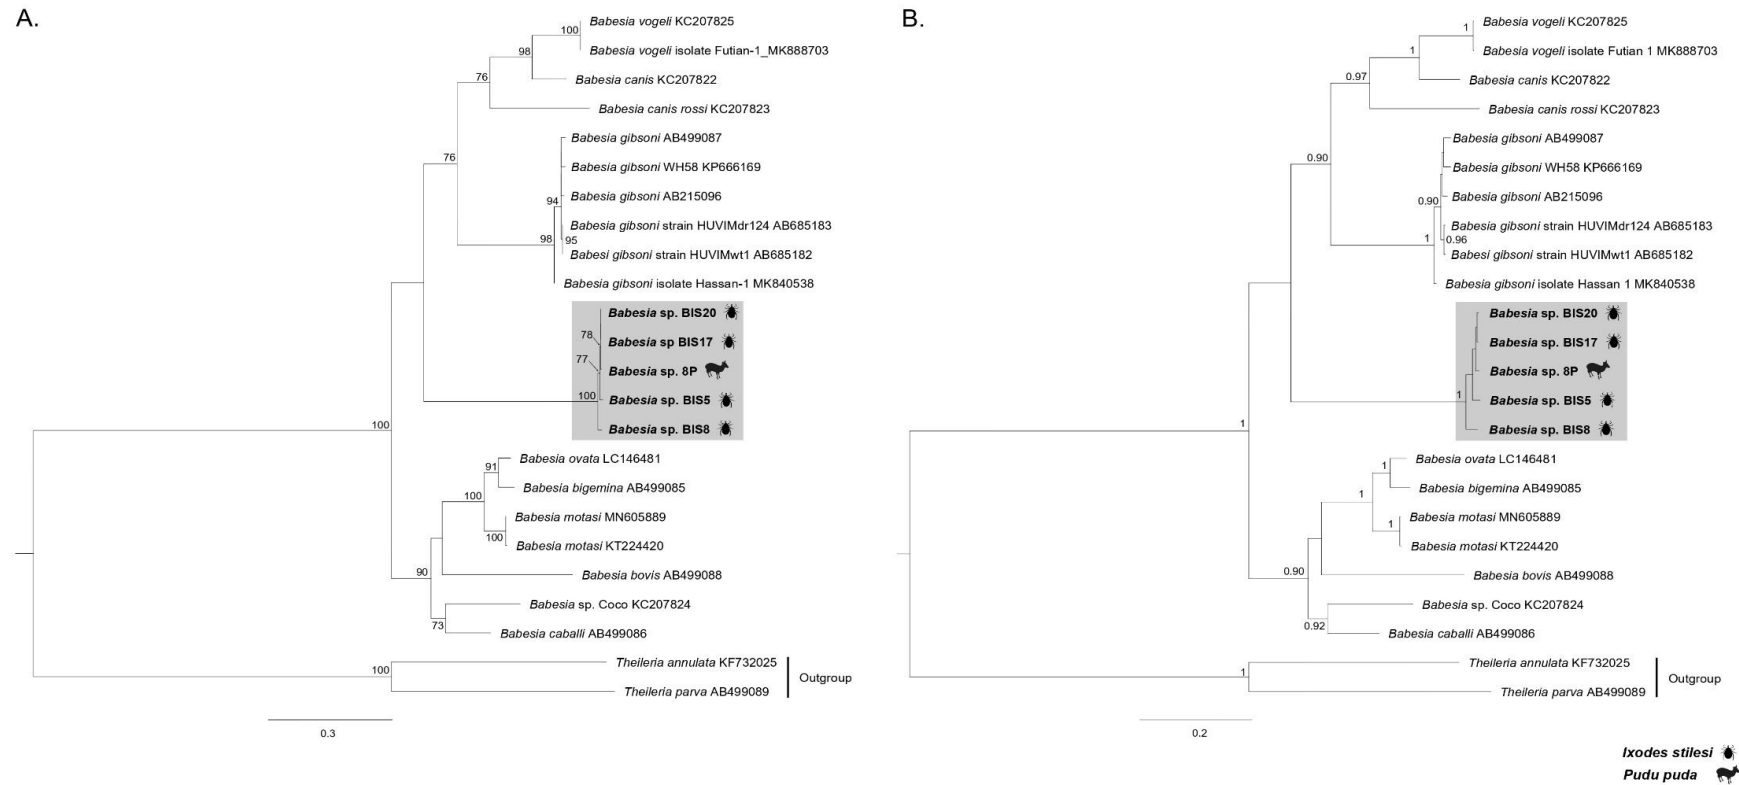 A.
Babesia vogeli KC207825
100
Babesia vogeli isolate Futian-1_MK888703
98
Babesia canis KC207822
76
Babesia canis rossi KC207823
Babesia gibsoni AB499087
76
Babesia gibsoni WH58 KP666169
Babesia gibsoni AB215096
94
Babesia gibsoni strain HUVIMdr124 AB685183
98
95
Babesi gibsoni strain HUVIMwt1 AB685182
Babesia gibsoni isolate Hassan-1 MK840538
Babesia sp. BIS20
78
Babesia sp BIS17
77
Babesia sp. 8P
100
Babesia sp. BIS5
100
Babesia sp. BIS8
Babesia ovata LC146481
91
Babesia bigemina AB499085
100
Babesia motasi MN605889
100
Babesia motasi KT224420
90
Babesia bovis AB499088
Babesia sp. Coco KC207824
73
Babesia caballi AB499086
Theileria annulata KF732025
100
Outgroup
Theileria parva AB499089
0.3
B.
Babesia vogeli KC207825
1
Babesia vogeli isolate Futian 1 MK888703
1
Babesia canis KC207822
0.97
Babesia canis rossi KC207823
Babesia gibsoni AB499087
0.90
Babesia gibsoni WH58 KP666169
Babesia gibsoni AB215096
0.90
Babesia gibsoni strain HUVIMdr124 AB685183
1
0.96
Babesi gibsoni strain HUVIMwt1 AB685182
Babesia gibsoni isolate Hassan 1 MK840538
Babesia sp. BIS20
Babesia sp. BIS17
Babesia sp. 8P
1
Babesia sp. BIS5
1
Babesia sp. BIS8
Babesia ovata LC146481
1
Babesia bigemina AB499085
1
Babesia motasi MN605889
1
Babesia motasi KT224420
0.90
Babesia bovis AB499088
Babesia sp. Coco KC207824
0.92
Babesia caballi AB499086
Theileria annulata KF732025
1
Outgroup
Theileria parva AB499089
0.2
Ixodes stilesi
Pudu puda